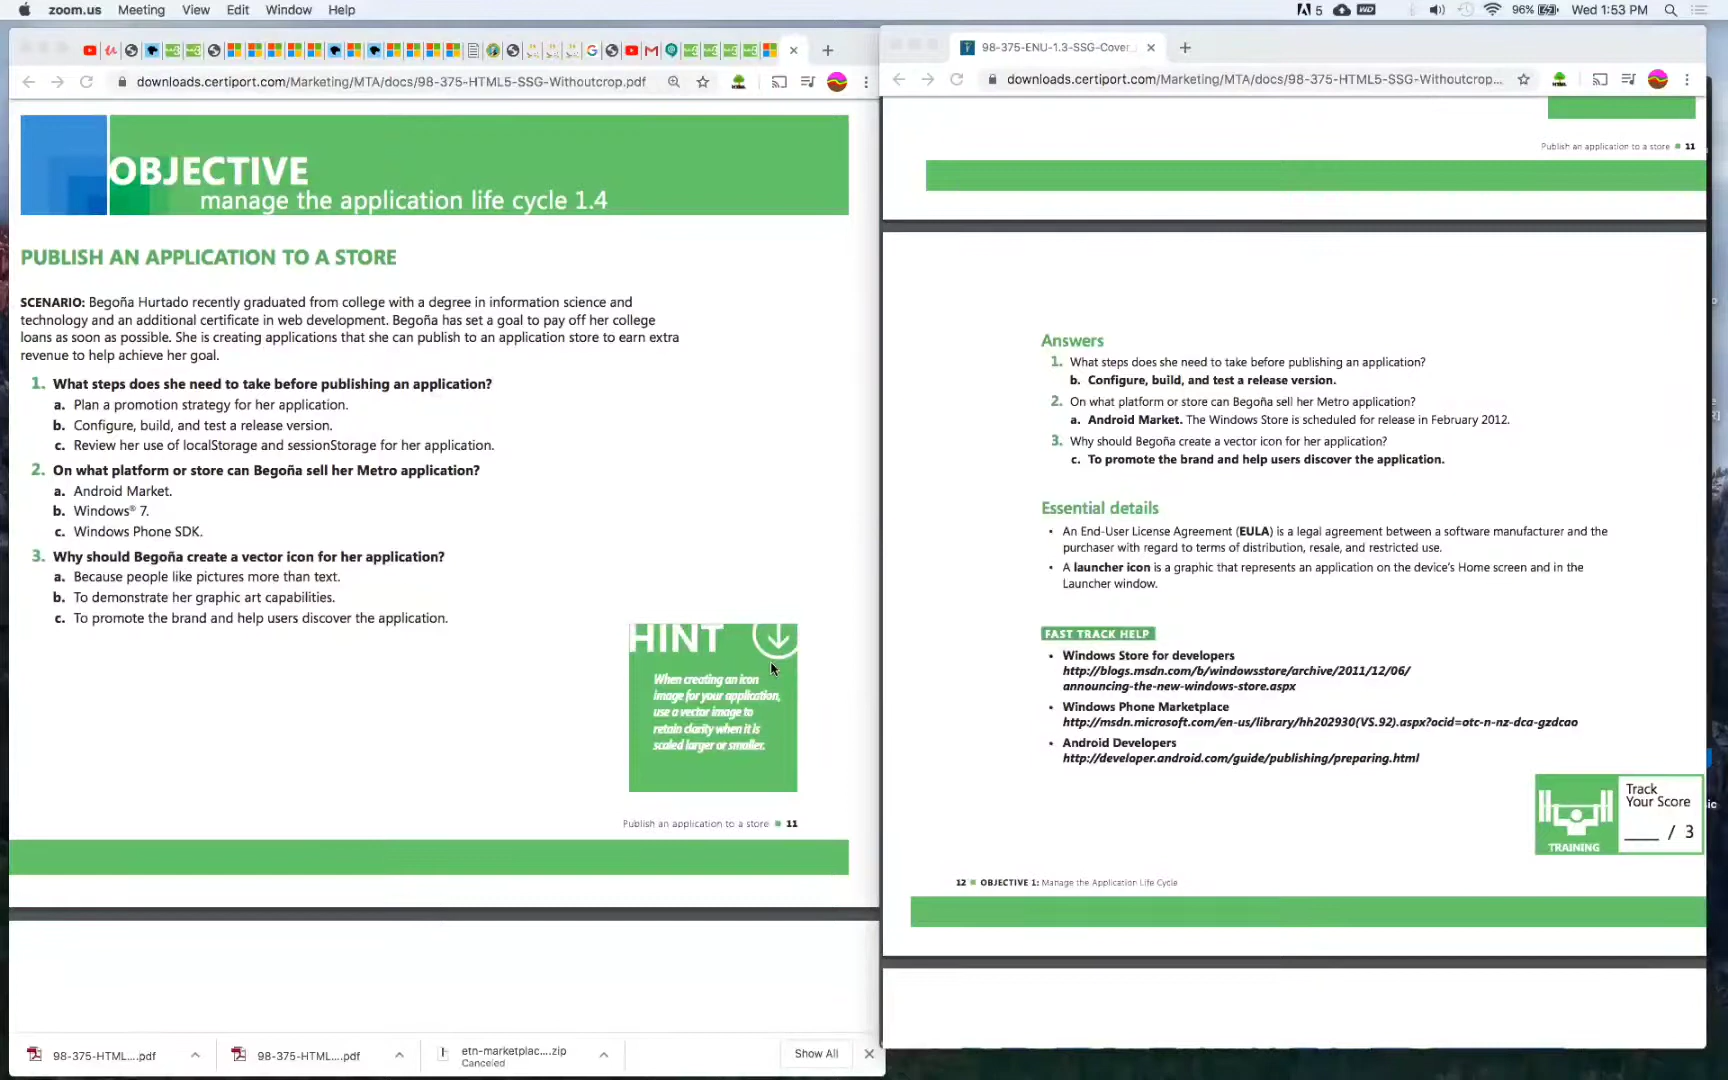 zoom.us Meeting View Edit Window Help
5 WD 96% Wed 1:53 PM
downloads.certiport.com/Marketing/MTA/docs/98-375-HTML5-SSG-Withoutcrop.pdf
OBJECTIVE
manage the application life cycle 1.4
PUBLISH AN APPLICATION TO A STORE
SCENARIO: Begoña Hurtado recently graduated from college with a degree in information science and
technology and an additional certificate in web development. Begoña has set a goal to pay off her college
loans as soon as possible. She is creating applications that she can publish to an application store to earn extra
revenue to help achieve her goal.
1. What steps does she need to take before publishing an application?
a. Plan a promotion strategy for her application.
b. Configure, build, and test a release version.
c. Review her use of localStorage and sessionStorage for her application.
2. On what platform or store can Begoña sell her Metro application?
a. Android Market.
b. Windows® 7.
c. Windows Phone SDK.
3. Why should Begoña create a vector icon for her application?
a. Because people like pictures more than text.
b. To demonstrate her graphic art capabilities.
c. To promote the brand and help users discover the application.
HINT
When creating an icon
image for your application,
use a vector image to
retain clarity when it is
scaled larger or smaller.
Publish an application to a store 11
98-375-HTML....pdf
98-375-HTML....pdf
etn-marketplac....zip
Canceled
Show All
98-375-ENU-1.3-SSG-Cover
downloads.certiport.com/Marketing/MTA/docs/98-375-HTML5-SSG-Withoutcrop...
Publish an application to a store 11
Answers
1. What steps does she need to take before publishing an application?
b. Configure, build, and test a release version.
2. On what platform or store can Begoña sell her Metro application?
a. Android Market. The Windows Store is scheduled for release in February 2012.
3. Why should Begoña create a vector icon for her application?
c. To promote the brand and help users discover the application.
Essential details
• An End-User License Agreement (EULA) is a legal agreement between a software manufacturer and the
purchaser with regard to terms of distribution, resale, and restricted use.
• A launcher icon is a graphic that represents an application on the device's Home screen and in the
Launcher window.
FAST TRACK HELP
• Windows Store for developers
http://blogs.msdn.com/b/windowsstore/archive/2011/12/06/
announcing-the-new-windows-store.aspx
• Windows Phone Marketplace
http://msdn.microsoft.com/en-us/library/hh202930(VS.92).aspx?ocid=otc-n-nz-dca-gzdcao
• Android Developers
http://developer.android.com/guide/publishing/preparing.html
Track
Your Score
____ / 3
TRAINING
12 OBJECTIVE 1: Manage the Application Life Cycle